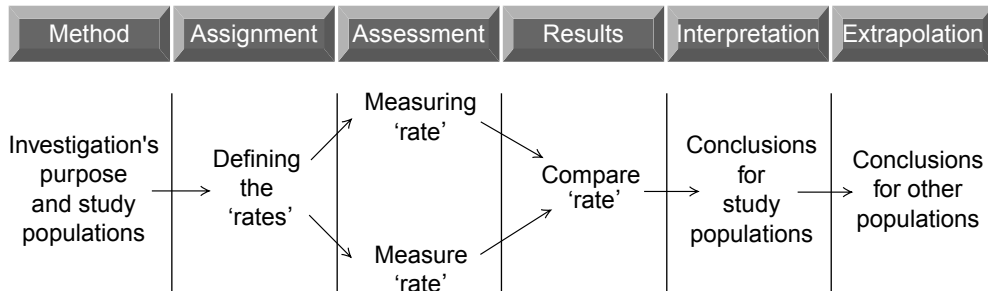 Method
Assignment
Assessment
Results
Interpretation
Extrapolation
Investigation's
purpose
and study
populations
Defining
the
‘rates’
Measuring
‘rate’
Measure
‘rate’
Compare
‘rate’
Conclusions
for
study
populations
Conclusions
for other
populations